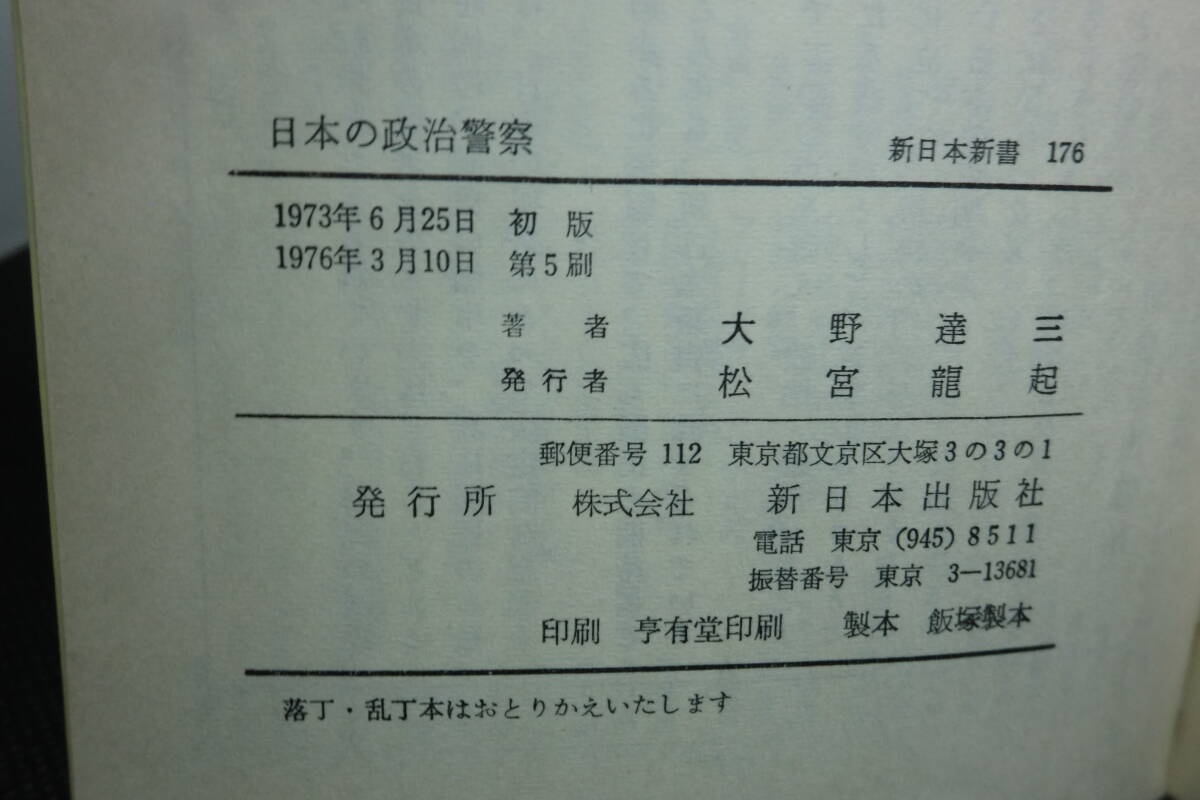 日本の政治警察 新日本新書 176
1973年6月25日 初版
1976年3月10日 第5刷
著者 大野達三
発行者 松宮龍起
郵便番号 112 東京都文京区大塚3の3の1
発行所 株式会社 新日本出版社
電話 東京 (945) 8511
振替番号 東京 3—13681
印刷 亨有堂印刷 製本 飯塚製本
落丁・乱丁本はおとりかえいたします